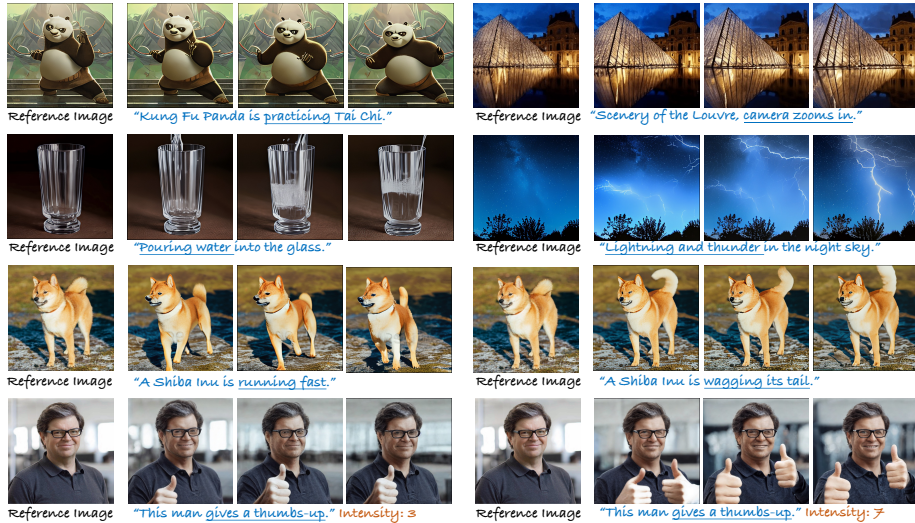 Reference Image
"Kung Fu Panda is practicing Tai Chi."
Reference Image
"Scenery of the Louvre, camera zooms in."
Reference Image
"Pouring water into the glass."
Reference Image
"Lightning and thunder in the night sky."
Reference Image
"A Shiba Inu is running fast."
Reference Image
"A Shiba Inu is wagging its tail."
Reference Image
"This man gives a thumbs-up." Intensity: 3
Reference Image
"This man gives a thumbs-up." Intensity: 7